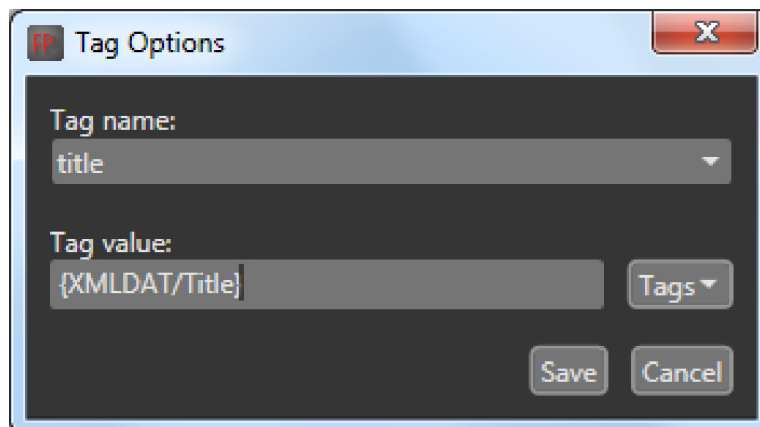 FP Tag Options
Tag name:
title
Tag value:
{XMLDAT/Title}
Tags
Save Cancel